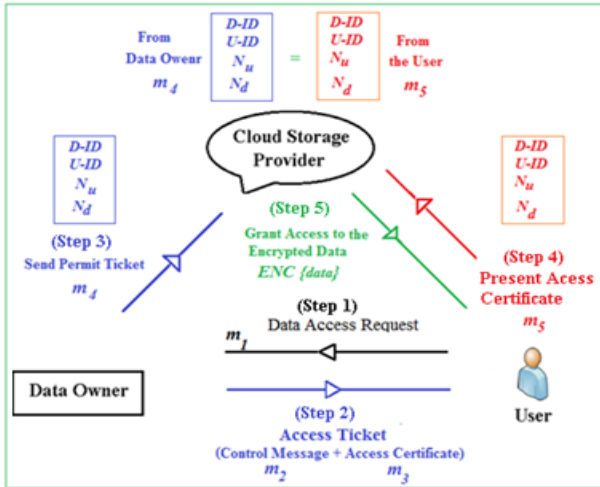 From
Data Owenr
m4
D-ID
U-ID
Nu
Nd
=
D-ID
U-ID
Nu
Nd
From
the User
m5
Cloud Storage
Provider
D-ID
U-ID
Nu
Nd
(Step 3)
Send Permit Ticket
m4
(Step 5)
Grant Access to the
Encrypted Data
ENC {data}
D-ID
U-ID
Nu
Nd
(Step 4)
Present Acess
Certificate
m5
(Step 1)
Data Access Request
m1
Data Owner
User
(Step 2)
Access Ticket
(Control Message + Access Certificate)
m2 m3